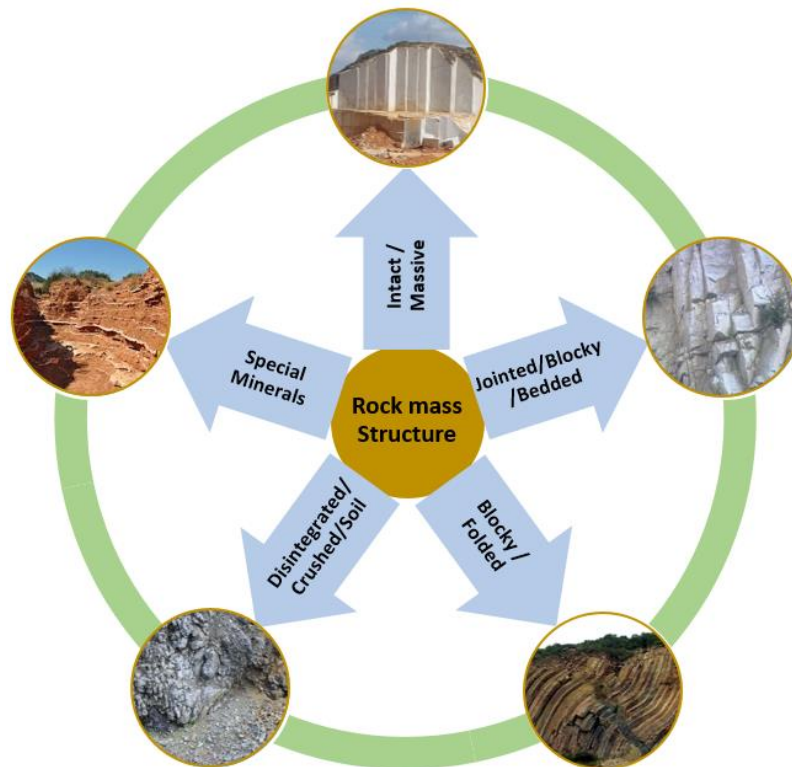 Rock mass
Structure
Intact /
Massive
Jointed/Blocky
/Bedded
Blocky /
Folded
Disintegrated/
Crushed/Soil
Special
Minerals